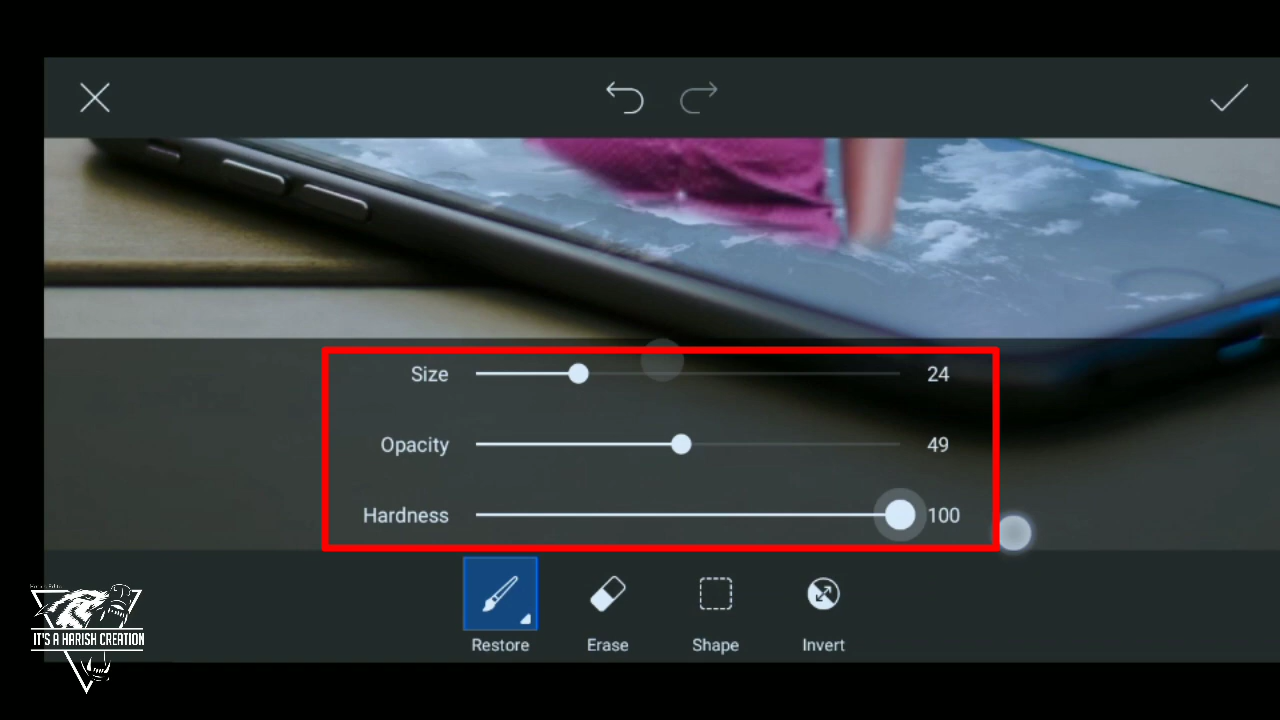 Size 24
Opacity 49
Hardness 100
Restore Erase Shape Invert
IT'S A HARISH CREATION